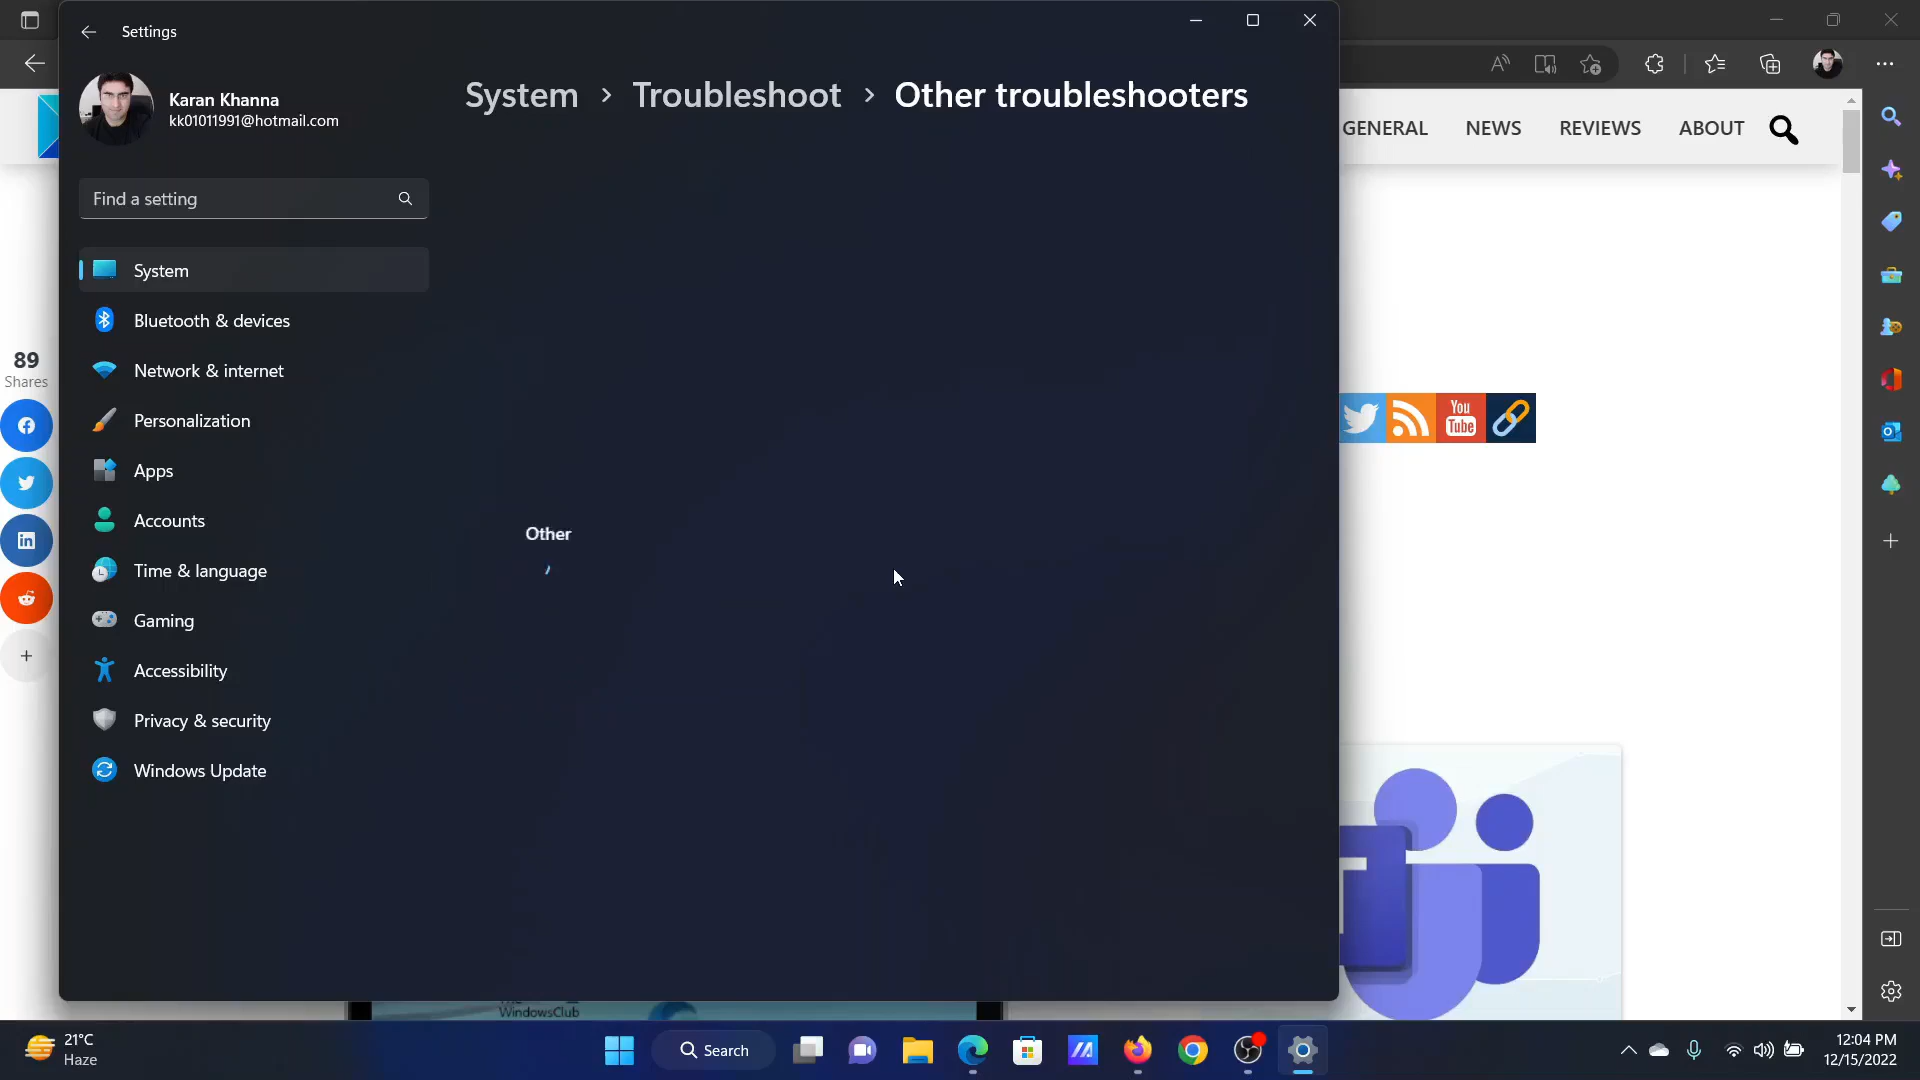 Settings
Karan Khanna
kk01011991@hotmail.com
System > Troubleshoot > Other troubleshooters
Find a setting
System
Bluetooth & devices
Network & internet
Personalization
Apps
Accounts
Time & language
Gaming
Accessibility
Privacy & security
Windows Update
Other
GENERAL NEWS REVIEWS ABOUT
89
Shares
You
Tube
WindowsClub
21°C
Haze
Search
12:04 PM
12/15/2022